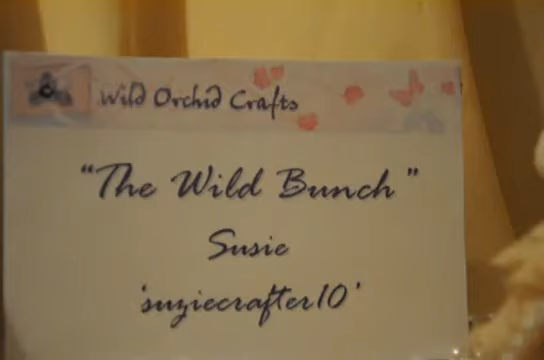 Wild Orchid Crafts
"The Wild Bunch"
Susie
'suziecrafter10'